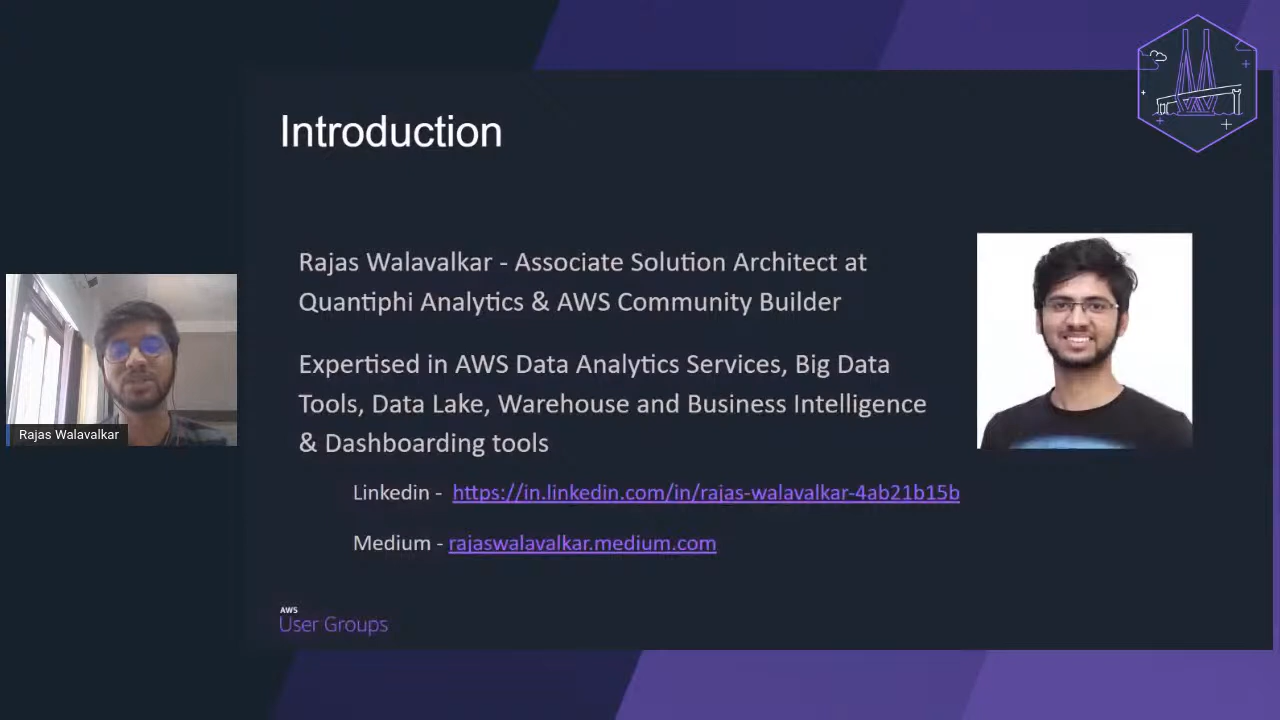 Introduction
Rajas Walavalkar - Associate Solution Architect at
Quantiphi Analytics & AWS Community Builder
Expertised in AWS Data Analytics Services, Big Data
Tools, Data Lake, Warehouse and Business Intelligence
& Dashboarding tools
Rajas Walavalkar
Linkedin - https://in.linkedin.com/in/rajas-walavalkar-4ab21b15b
Medium - rajaswalavalkar.medium.com
AWS
User Groups